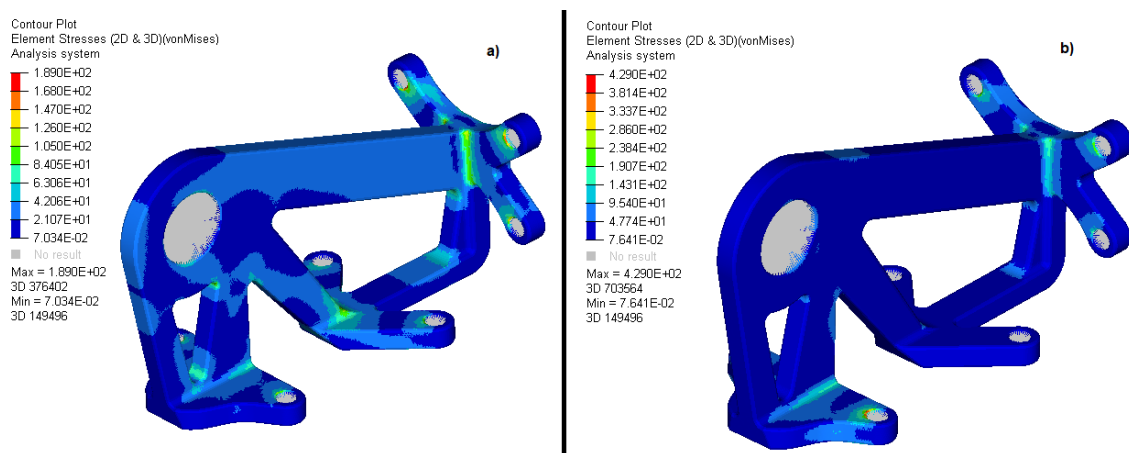 Contour Plot
Element Stresses (2D & 3D)(vonMises)
Analysis system
1.890E+02
1.680E+02
1.470E+02
1.260E+02
1.050E+02
8.405E+01
6.306E+01
4.206E+01
2.107E+01
7.034E-02
No result
Max = 1.890E+02
3D 376402
Min = 7.034E-02
3D 149496
a)
Contour Plot
Element Stresses (2D & 3D)(vonMises)
Analysis system
4.290E+02
3.814E+02
3.337E+02
2.860E+02
2.384E+02
1.907E+02
1.431E+02
9.540E+01
4.774E+01
7.641E-02
No result
Max = 4.290E+02
3D 703564
Min = 7.641E-02
3D 149496
b)